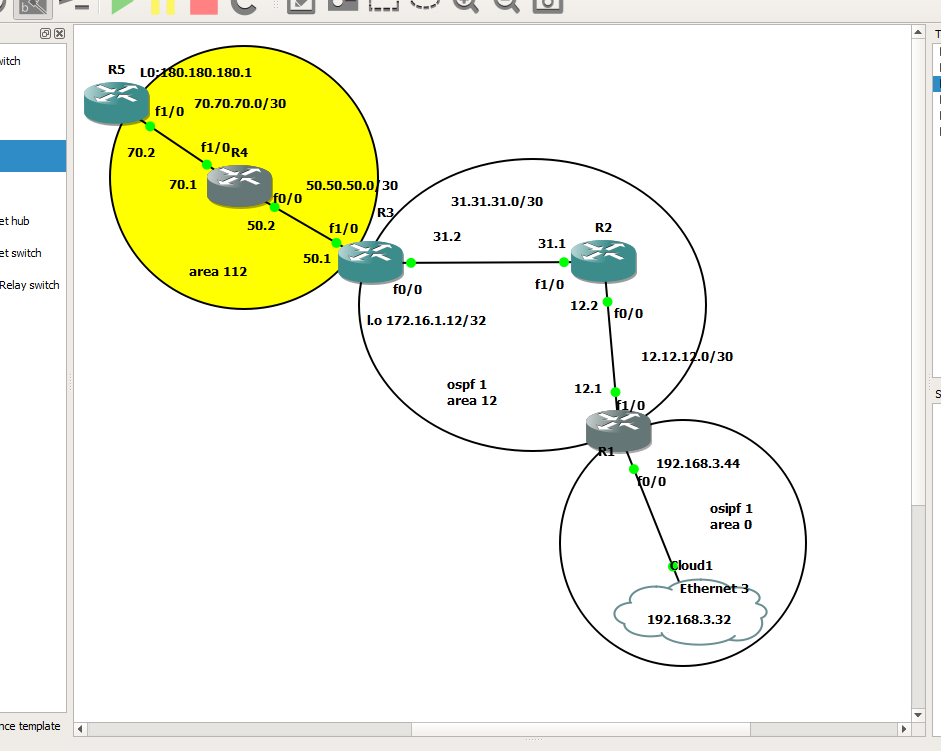 witch
et hub
et switch
Relay switch
nce template
R5
L0:180.180.180.1
f1/0
70.70.70.0/30
70.2
f1/0
R4
70.1
50.50.50.0/30
f0/0
50.2
R3
f1/0
50.1
area 112
31.31.31.0/30
31.2
31.1
R2
f0/0
f1/0
12.2
f0/0
l.o 172.16.1.12/32
12.12.12.0/30
ospf 1
area 12
12.1
f1/0
R1
192.168.3.44
f0/0
osipf 1
area 0
Cloud1
Ethernet 3
192.168.3.32